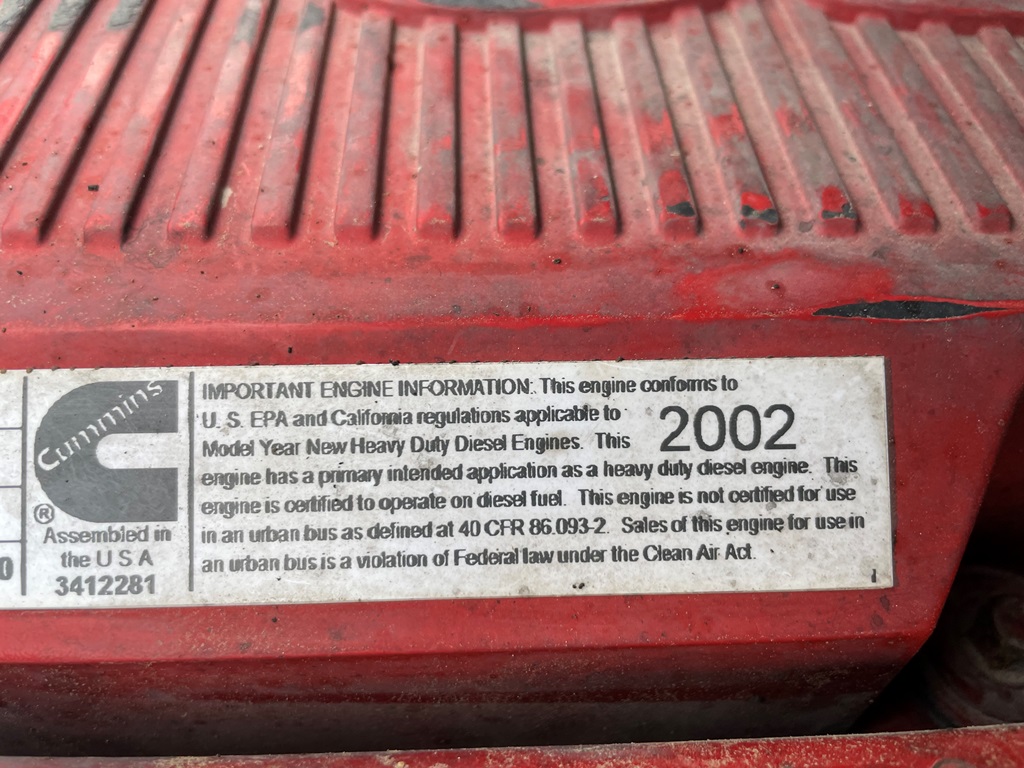 Cummins
®
Assembled in
the U S A
3412281
0
IMPORTANT ENGINE INFORMATION: This engine conforms to
U. S. EPA and California regulations applicable to
2002
Model Year New Heavy Duty Diesel Engines. This
engine has a primary intended application as a heavy duty diesel engine. This
engine is certified to operate on diesel fuel. This engine is not certified for use
in an urban bus as defined at 40 CFR 86.093-2. Sales of this engine for use in
an urban bus is a violation of Federal law under the Clean Air Act.